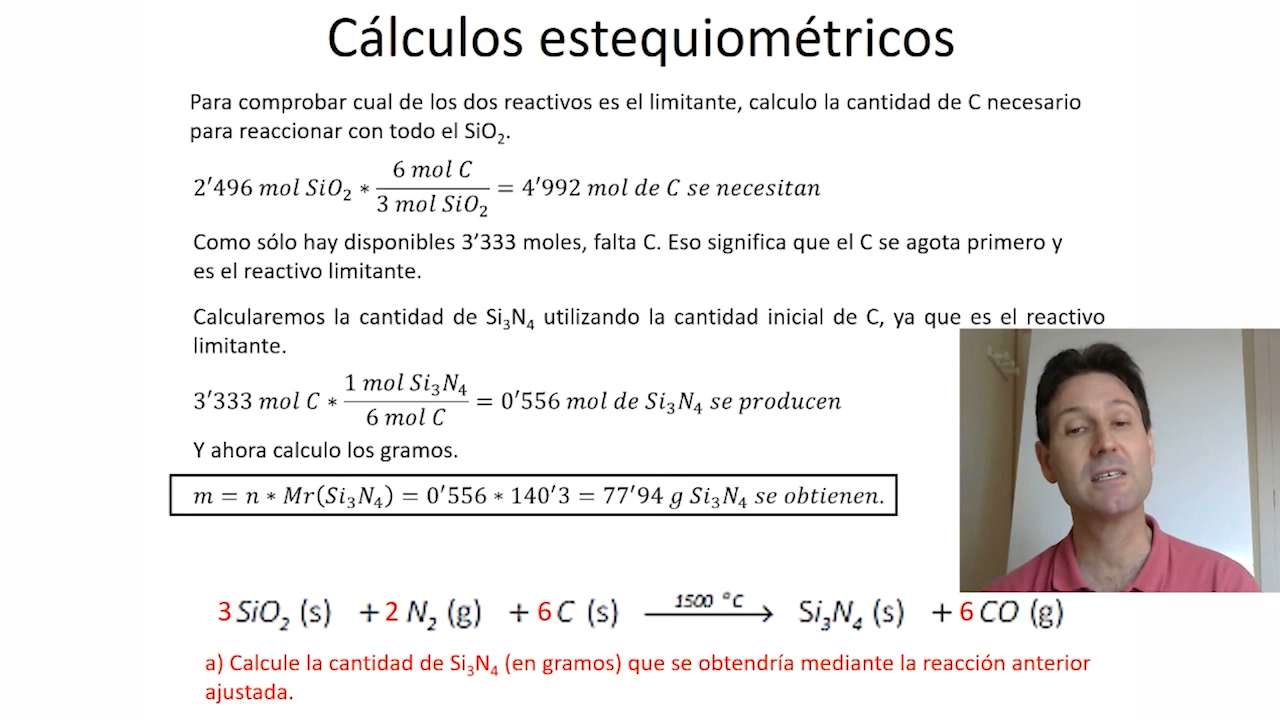 Cálculos estequiométricos
Para comprobar cual de los dos reactivos es el limitante, calculo la cantidad de C necesario
para reaccionar con todo el SiO₂.
2'496 mol SiO₂ * (6 mol C / 3 mol SiO₂) = 4'992 mol de C se necesitan
Como sólo hay disponibles 3'333 moles, falta C. Eso significa que el C se agota primero y
es el reactivo limitante.
Calcularemos la cantidad de Si₃N₄ utilizando la cantidad inicial de C, ya que es el reactivo
limitante.
3'333 mol C * (1 mol Si₃N₄ / 6 mol C) = 0'556 mol de Si₃N₄ se producen
Y ahora calculo los gramos.
m = n * Mr(Si₃N₄) = 0'556 * 140'3 = 77'94 g Si₃N₄ se obtienen.
3 SiO₂ (s) + 2 N₂ (g) + 6 C (s) 1500 °C → Si₃N₄ (s) + 6 CO (g)
a) Calcule la cantidad de Si₃N₄ (en gramos) que se obtendría mediante la reacción anterior
ajustada.